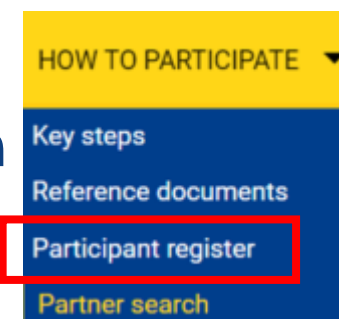 HOW TO PARTICIPATE
Key steps
Reference documents
Participant register
Partner search